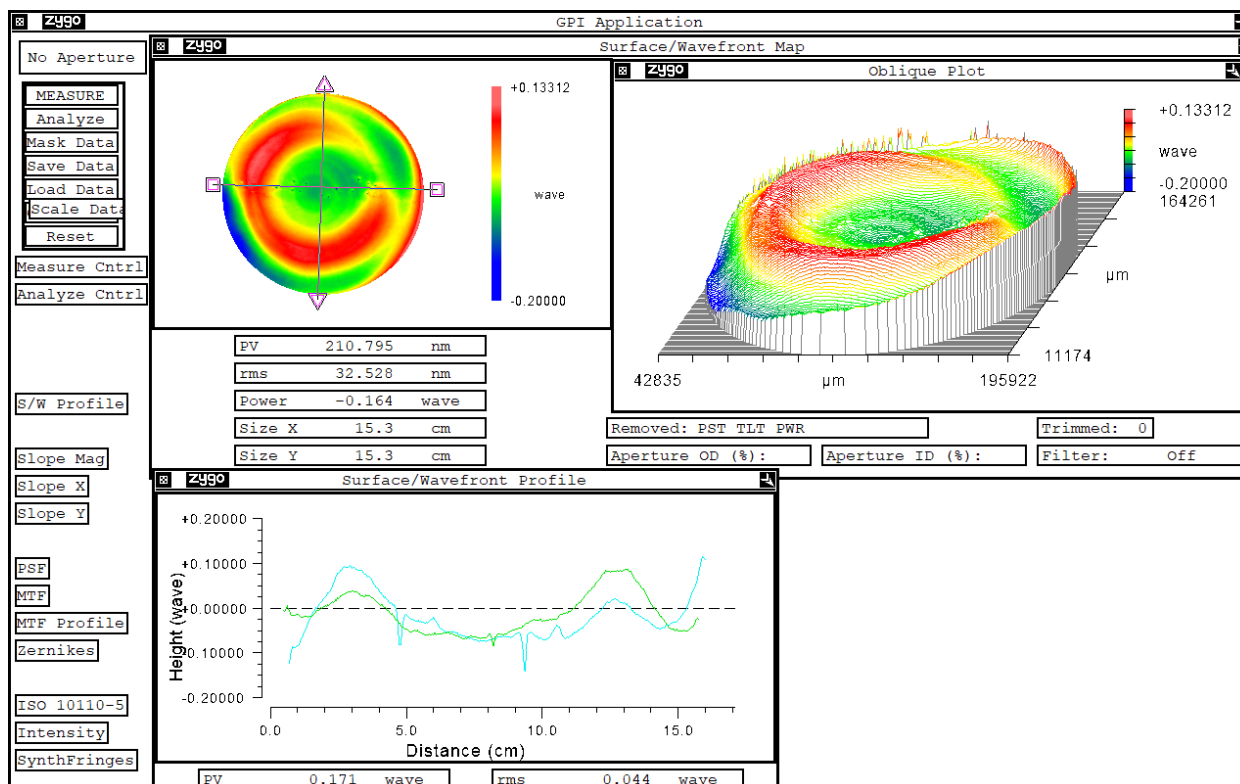 zygo GPI Application
No Aperture
MEASURE
Analyze
Mask Data
Save Data
Load Data
Scale Data
Reset
Measure Cntrl
Analyze Cntrl
S/W Profile
Slope Mag
Slope X
Slope Y
PSF
MTF
MTF Profile
Zernikes
ISO 10110-5
Intensity
SynthFringes
zygo Surface/Wavefront Map
+0.13312
wave
-0.20000
PV 210.795 nm
rms 32.528 nm
Power -0.164 wave
Size X 15.3 cm
Size Y 15.3 cm
zygo Oblique Plot
+0.13312
wave
-0.20000
164261
µm
11174
42835 µm 195922
Removed: PST TLT PWR Trimmed: 0
Aperture OD (%): Aperture ID (%): Filter: Off
zygo Surface/Wavefront Profile
+0.20000
+0.10000
+0.00000
-0.10000
-0.20000
Height (wave)
0.0 5.0 10.0 15.0
Distance (cm)
PV 0.171 wave rms 0.044 wave